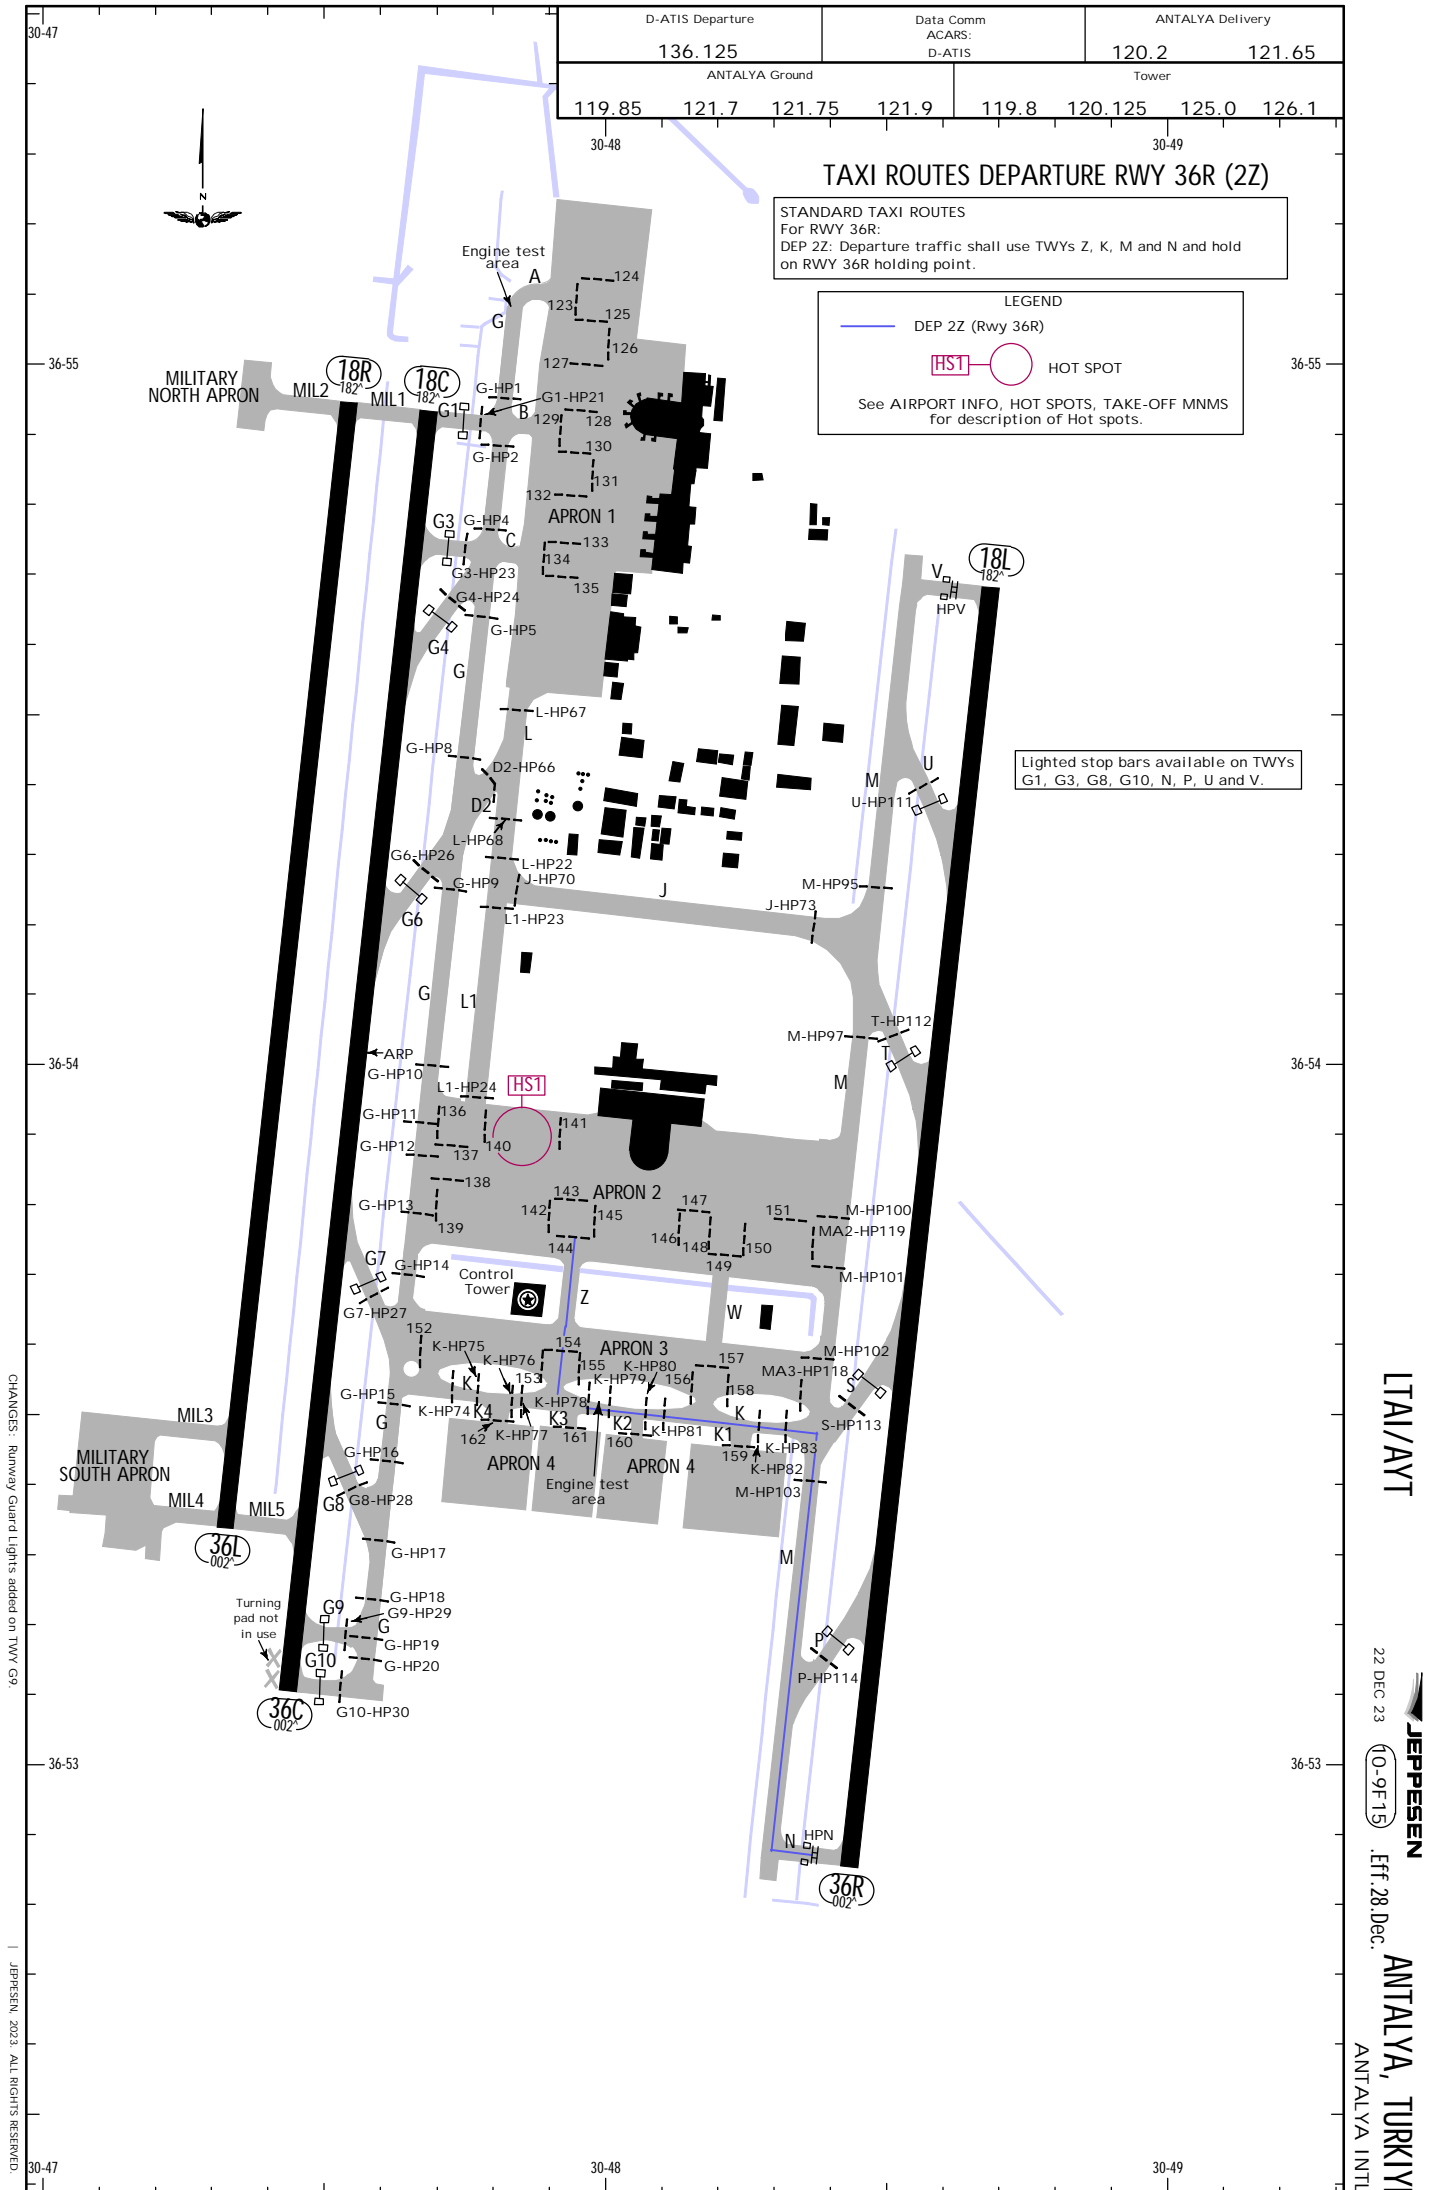 D-ATIS Departure
136.125
Data Comm
ACARS:
D-ATIS
ANTALYA Delivery
120.2 121.65
ANTALYA Ground
119.85 121.7 121.75 121.9
Tower
119.8 120.125 125.0 126.1
30-47
30-48
30-49
TAXI ROUTES DEPARTURE RWY 36R (2Z)
STANDARD TAXI ROUTES
For RWY 36R:
DEP 2Z: Departure traffic shall use TWYs Z, K, M and N and hold
on RWY 36R holding point.
LEGEND
DEP 2Z (Rwy 36R)
HS1
HOT SPOT
See AIRPORT INFO, HOT SPOTS, TAKE-OFF MNMS
for description of Hot spots.
N
Engine test
area
A
G
124
123
125
126
127
36-55
36-55
MILITARY
NORTH APRON
MIL2
18R
182^
MIL1
18C
182^
G1
G-HP1
G1-HP21
B
129
128
G-HP2
130
131
132
APRON 1
G3
G-HP4
C
133
G3-HP23
134
135
G4-HP24
G-HP5
G4
G
V
18L
182^
HPV
L-HP67
L
G-HP8
D2-HP66
D2
L-HP68
M
U
U-HP111
Lighted stop bars available on TWYs
G1, G3, G8, G10, N, P, U and V.
G6-HP26
L-HP22
J-HP70
G-HP9
L1-HP23
G6
J
M-HP95
J-HP73
G
L1
T-HP112
M-HP97
T
ARP
36-54
36-54
G-HP10
L1-HP24
HS1
M
G-HP11
136
141
G-HP12
140
137
138
APRON 2
143
147
G-HP13
142
145
151
M-HP100
139
146
MA2-HP119
144
148
150
149
G7
G-HP14
Control
Tower
M-HP101
Z
W
G7-HP27
152
K-HP75
154
APRON 3
M-HP102
K-HP76
155
K-HP80
157
MA3-HP118
153
K-HP79
156
K
158
S
G-HP15
K-HP78
K-HP74
K4
K3
K2
K
MIL3
G
162
K-HP77
161
160
K-HP81
K1
K-HP83
S-HP113
159
MILITARY
SOUTH APRON
G-HP16
APRON 4
APRON 4
K-HP82
Engine test
area
M-HP103
G8
G8-HP28
MIL4
MIL5
36L
002^
G-HP17
M
Turning
pad not
in use
G9
G-HP18
G9-HP29
G
G-HP19
G10
G-HP20
P
P-HP114
36C
002^
G10-HP30
36-53
36-53
N
HPN
36R
002^
30-47
30-48
30-49
CHANGES: Runway Guard Lights added on TWY G9.
| JEPPESEN, 2023. ALL RIGHTS RESERVED.
LTAI/AYT
JEPPESEN
22 DEC 23
10-9F15
.Eff.28.Dec.
ANTALYA, TURKIY
ANTALYA INTL